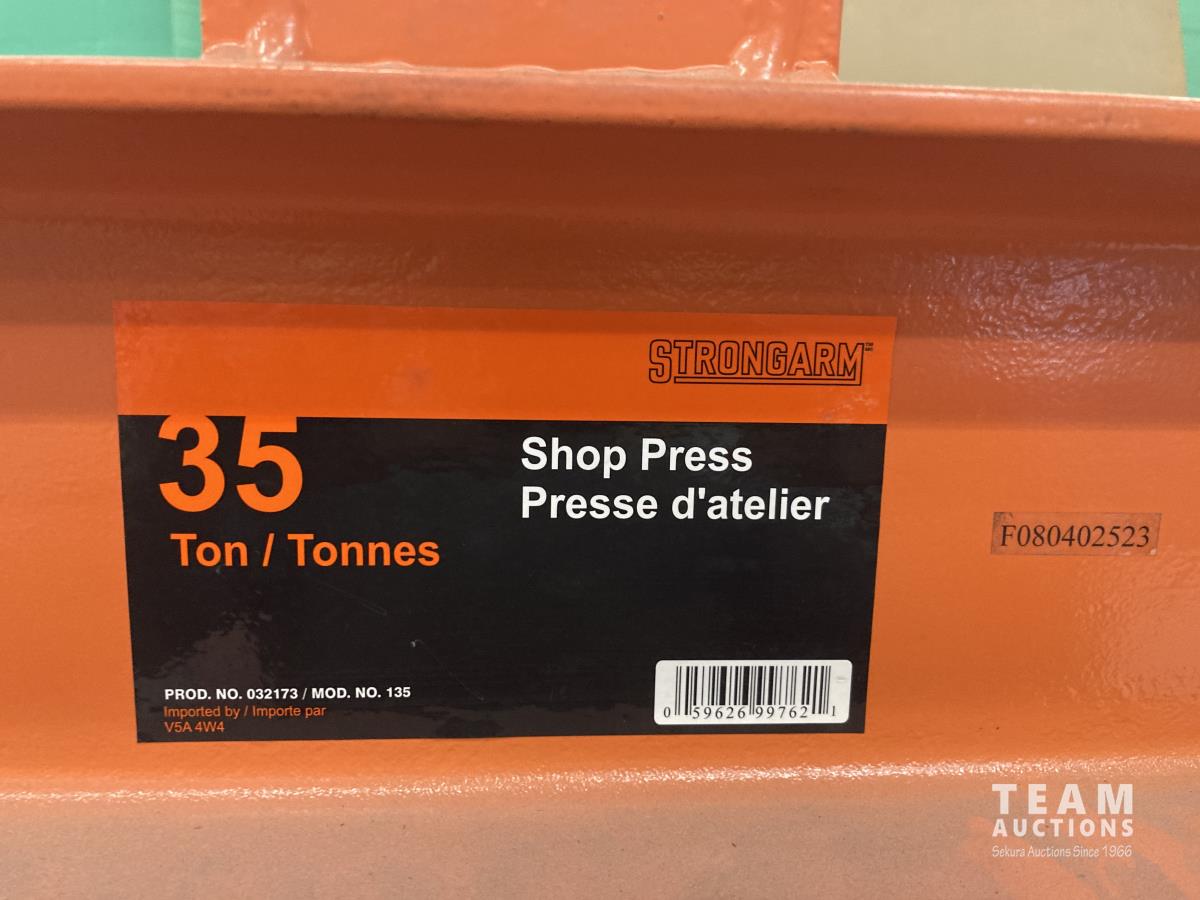 STRONGARM
35
Ton / Tonnes
Shop Press
Presse d'atelier
F080402523
PROD. NO. 032173 / MOD. NO. 135
Imported by / Importe par
V5A 4W4
0 59626 99762 1
TEAM
AUCTIONS
Sekura Auctions Since 1966